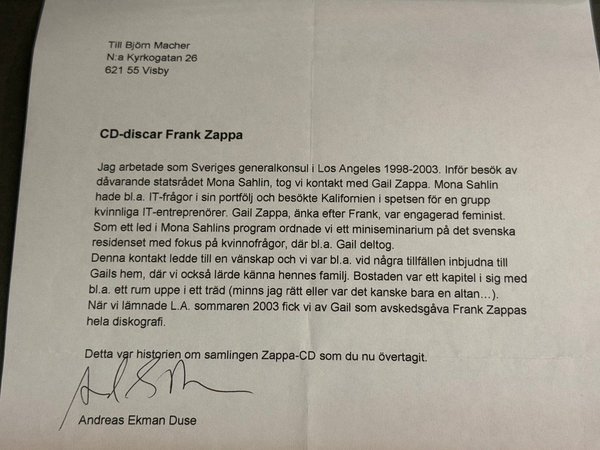 Till Björn Macher
N:a Kyrkogatan 26
621 55 Visby
CD-discar Frank Zappa
Jag arbetade som Sveriges generalkonsul i Los Angeles 1998-2003. Inför besök av
dåvarande statsrådet Mona Sahlin, tog vi kontakt med Gail Zappa. Mona Sahlin
hade bl.a. IT-frågor i sin portfölj och besökte Kalifornien i spetsen för en grupp
kvinnliga IT-entreprenörer. Gail Zappa, änka efter Frank, var engagerad feminist.
Som ett led i Mona Sahlins program ordnade vi ett miniseminarium på det svenska
residenset med fokus på kvinnofrågor, där bl.a. Gail deltog.
Denna kontakt ledde till en vänskap och vi var bl.a. vid några tillfällen inbjudna till
Gails hem, där vi också lärde känna hennes familj. Bostaden var ett kapitel i sig med
bl.a. ett rum uppe i ett träd (minns jag rätt eller var det kanske bara en altan…).
När vi lämnade L.A. sommaren 2003 fick vi av Gail som avskedsgåva Frank Zappas
hela diskografi.
Detta var historien om samlingen Zappa-CD som du nu övertagit.
Andreas Ekman Duse